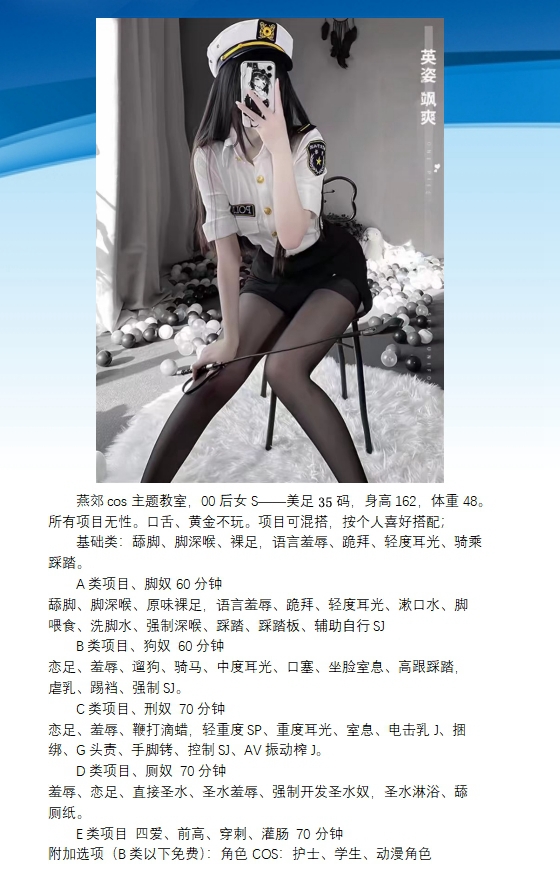 英姿 飒爽
燕郊 cos 主题教室，00 后女 S——美足 35 码，身高 162，体重 48。
所有项目无性。口舌、黄金不玩。项目可混搭，按个人喜好搭配；
基础类：舔脚、脚深喉、裸足，语言羞辱、跪拜、轻度耳光、骑乘
踩踏。
A 类项目、脚奴 60 分钟
舔脚、脚深喉、原味裸足，语言羞辱、跪拜、轻度耳光、漱口水、脚
喂食、洗脚水、强制深喉、踩踏、踩踏板、辅助自行 SJ
B 类项目、狗奴 60 分钟
恋足、羞辱、遛狗、骑马、中度耳光、口塞、坐脸窒息、高跟踩踏，
虐乳、踢裆、强制 SJ。
C 类项目、刑奴 70 分钟
恋足、羞辱、鞭打滴蜡，轻重度 SP、重度耳光、窒息、电击乳 J、捆
绑、G 头责、手脚铐、控制 SJ、AV 振动榨 J。
D 类项目、厕奴 70 分钟
羞辱、恋足、直接圣水、圣水羞辱、强制开发圣水奴，圣水淋浴、舔
厕纸。
E 类项目 四爱、前高、穿刺、灌肠 70 分钟
附加选项（B 类以下免费）：角色 COS：护士、学生、动漫角色